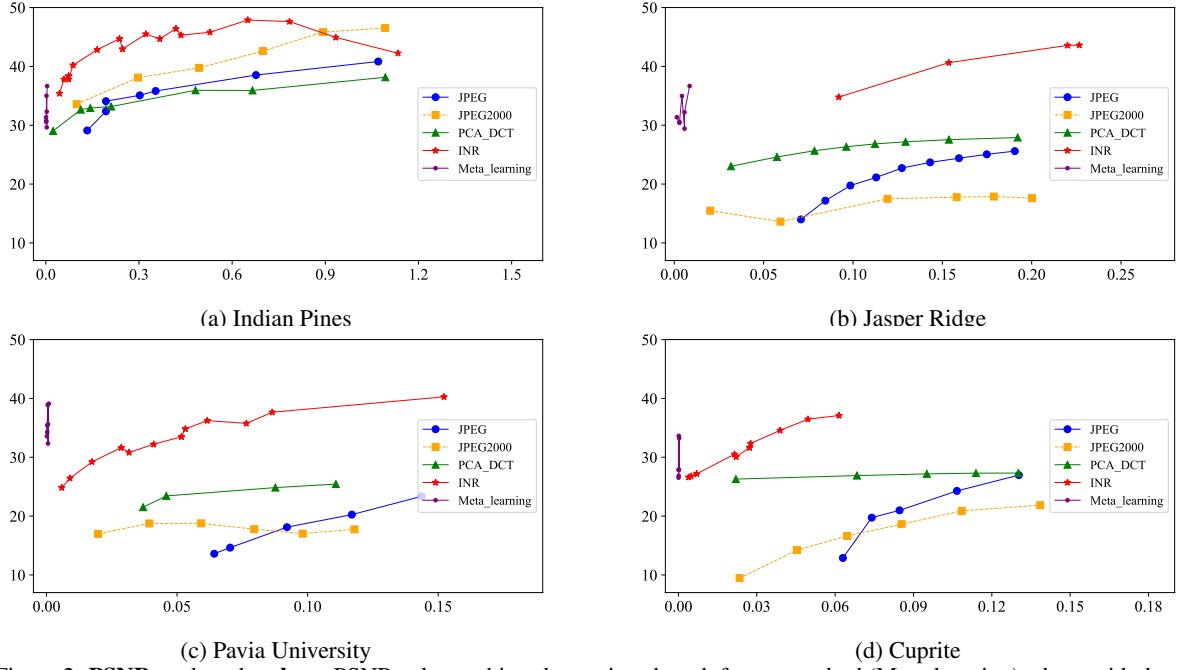 50
40
30
20
10
0.0 0.3 0.6 0.9 1.2 1.5
JPEG
JPEG2000
PCA_DCT
INR
Meta_learning
(a) Indian Pines
50
40
30
20
10
0.00 0.05 0.10 0.15 0.20 0.25
JPEG
JPEG2000
PCA_DCT
INR
Meta_learning
(b) Jasper Ridge
50
40
30
20
10
0.00 0.05 0.10 0.15
JPEG
JPEG2000
PCA_DCT
INR
Meta_learning
(c) Pavia University
50
40
30
20
10
0.00 0.03 0.06 0.09 0.12 0.15 0.18
JPEG
JPEG2000
PCA_DCT
INR
Meta_learning
(d) Cuprite